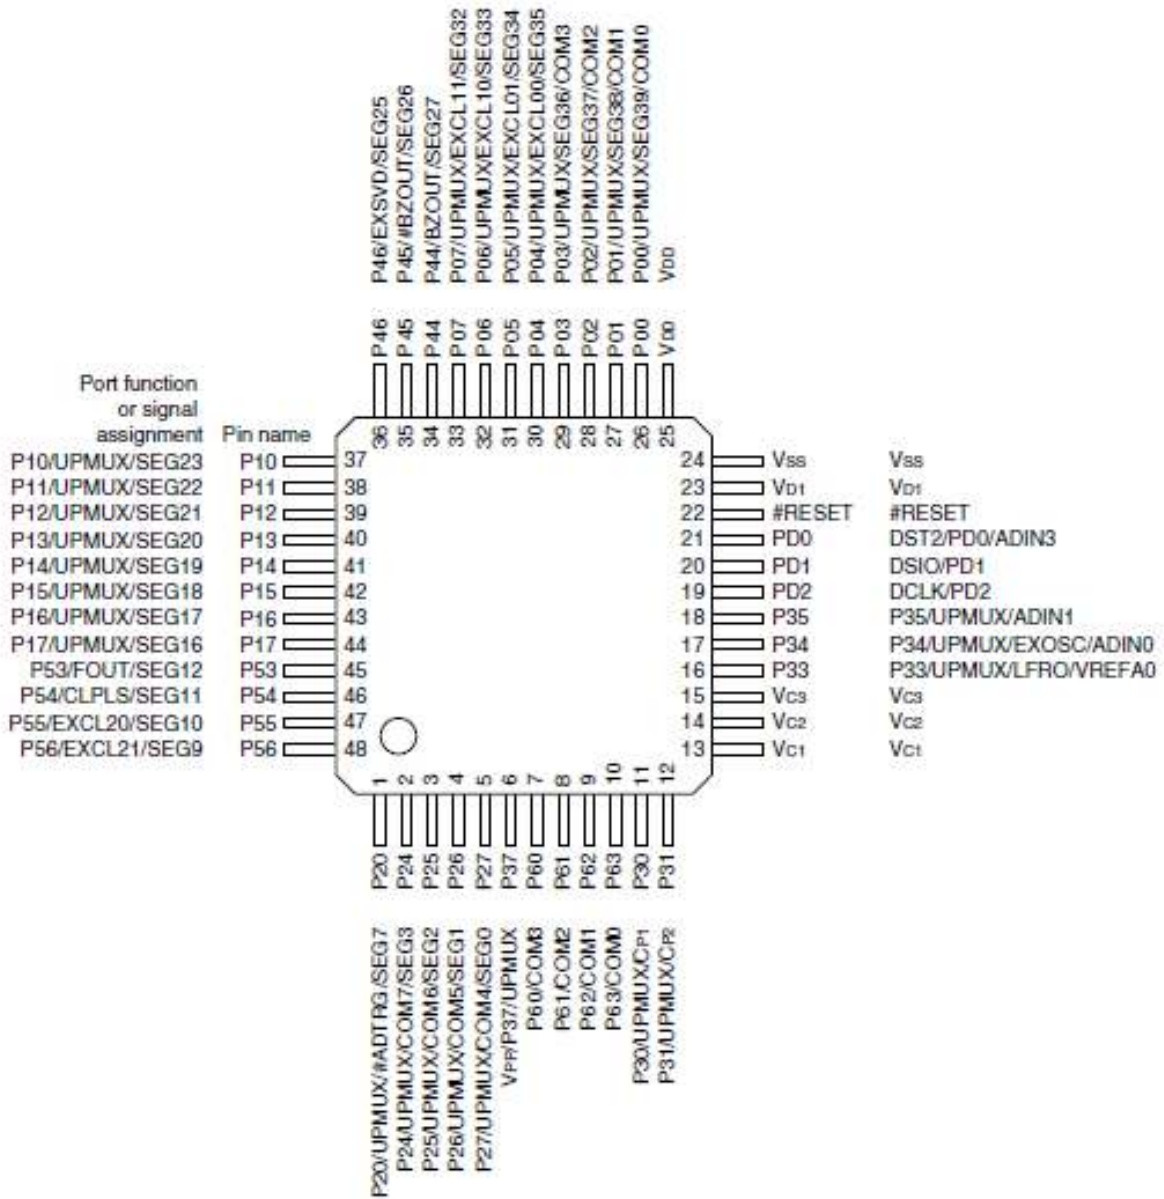 P46/EXSVD/SEG25
P45/#BZOUT/SEG26
P44/BZOUT/SEG27
P07/UPMUX/EXCL11/SEG32
P06/UPMUX/EXCL10/SEG33
P05/UPMUX/EXCL01/SEG34
P04/UPMUX/EXCL00/SEG35
P03/UPMUX/SEG36/COM3
P02/UPMUX/SEG37/COM2
P01/UPMUX/SEG38/COM1
P00/UPMUX/SEG39/COM0
VDD
P46
P45
P44
P07
P06
P05
P04
P03
P02
P01
P00
VDD
36
35
34
33
32
31
30
29
28
27
26
25
Port function
or signal
assignment Pin name
P10/UPMUX/SEG23 P10 37
P11/UPMUX/SEG22 P11 38
P12/UPMUX/SEG21 P12 39
P13/UPMUX/SEG20 P13 40
P14/UPMUX/SEG19 P14 41
P15/UPMUX/SEG18 P15 42
P16/UPMUX/SEG17 P16 43
P17/UPMUX/SEG16 P17 44
P53/FOUT/SEG12 P53 45
P54/CLPLS/SEG11 P54 46
P55/EXCL20/SEG10 P55 47
P56/EXCL21/SEG9 P56 48
24 VSS VSS
23 VD1 VD1
22 #RESET #RESET
21 PD0 DST2/PD0/ADIN3
20 PD1 DSIO/PD1
19 PD2 DCLK/PD2
18 P35 P35/UPMUX/ADIN1
17 P34 P34/UPMUX/EXOSC/ADIN0
16 P33 P33/UPMUX/LFRO/VREFA0
15 VC3 VC3
14 VC2 VC2
13 VC1 VC1
1
2
3
4
5
6
7
8
9
10
11
12
P20
P24
P25
P26
P27
P37
P60
P61
P62
P63
P30
P31
P20/UPMUX/#ADTRG/SEG7
P24/UPMUX/COM7/SEG3
P25/UPMUX/COM6/SEG2
P26/UPMUX/COM5/SEG1
P27/UPMUX/COM4/SEG0
VPP/P37/UPMUX
P60/COM3
P61/COM2
P62/COM1
P63/COM0
P30/UPMUX/CP1
P31/UPMUX/CP2